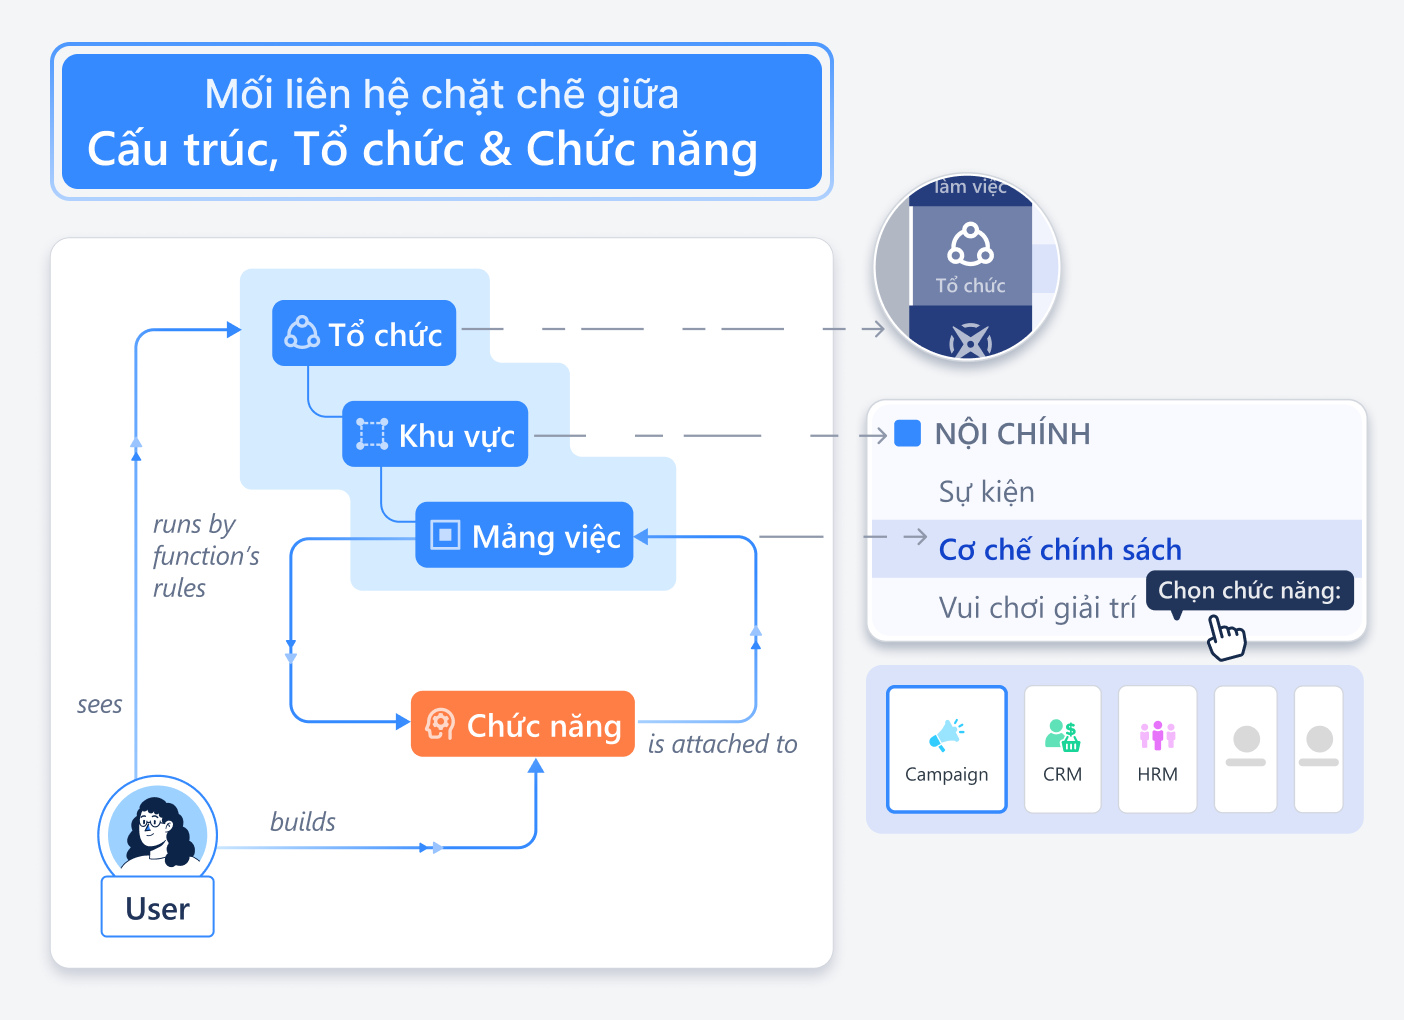 Mối liên hệ chặt chẽ giữa
Cấu trúc, Tổ chức & Chức năng
làm việc
Tổ chức
Tổ chức
Khu vực
Mảng việc
runs by
function's
rules
sees
Chức năng
is attached to
builds
User
NỘI CHÍNH
Sự kiện
Cơ chế chính sách
Vui chơi giải trí
Chọn chức năng:
Campaign
CRM
HRM